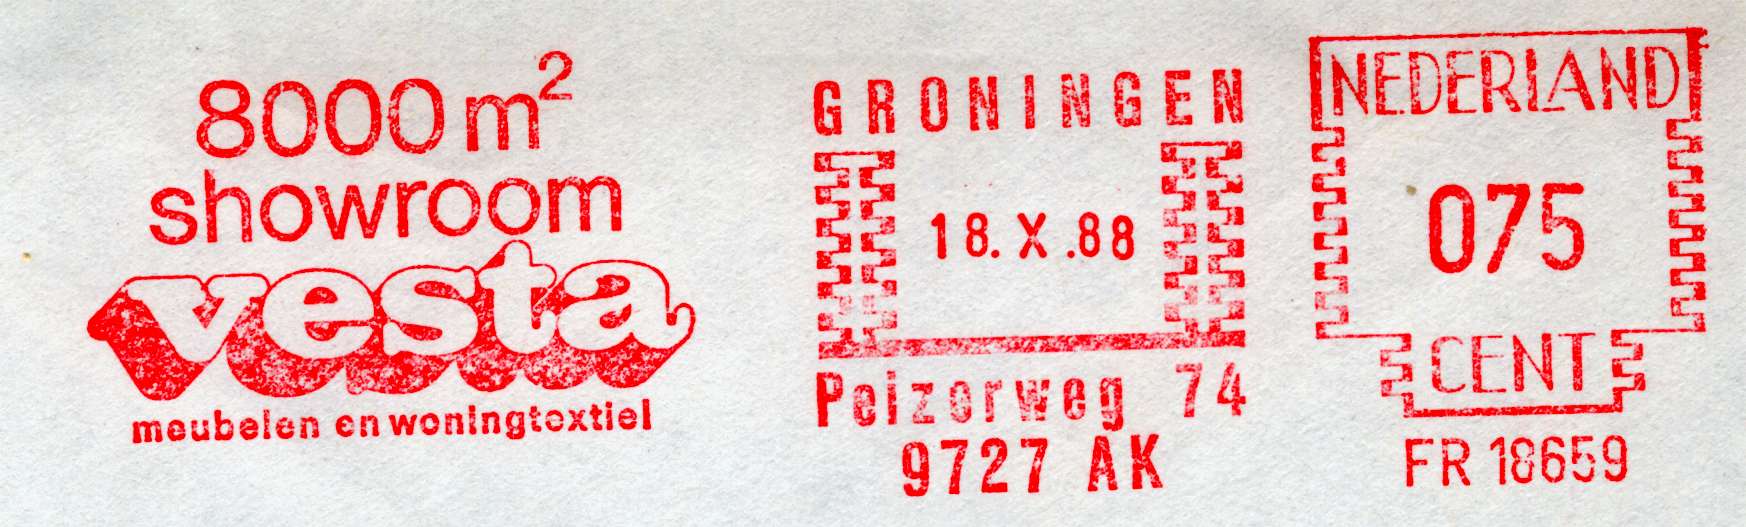 8000 m²
showroom
vesta
meubelen en woningtextiel
GRONINGEN
18. X .88
Peizerweg 74
9727 AK
NEDERLAND
075
CENT
FR 18659